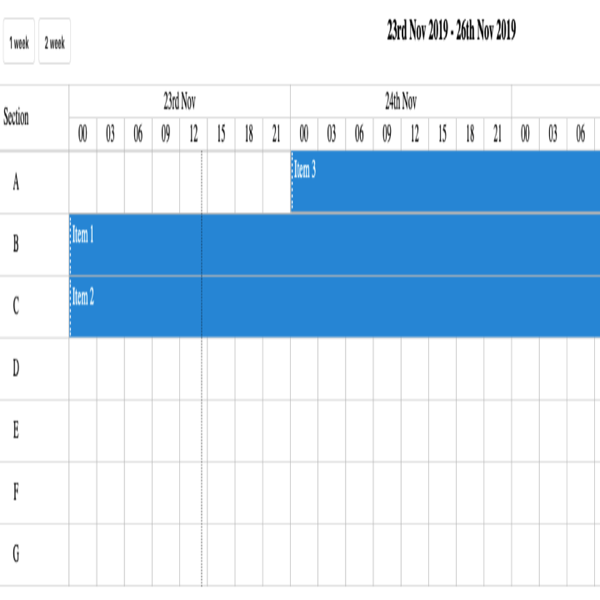 23rd Nov 2019 - 26th Nov 2019
1 week 2 week
Section
23rd Nov 24th Nov
00 03 06 09 12 15 18 21 00 03 06 09 12 15 18 21 00 03 06
A
Item 3
B
Item 1
C
Item 2
D
E
F
G